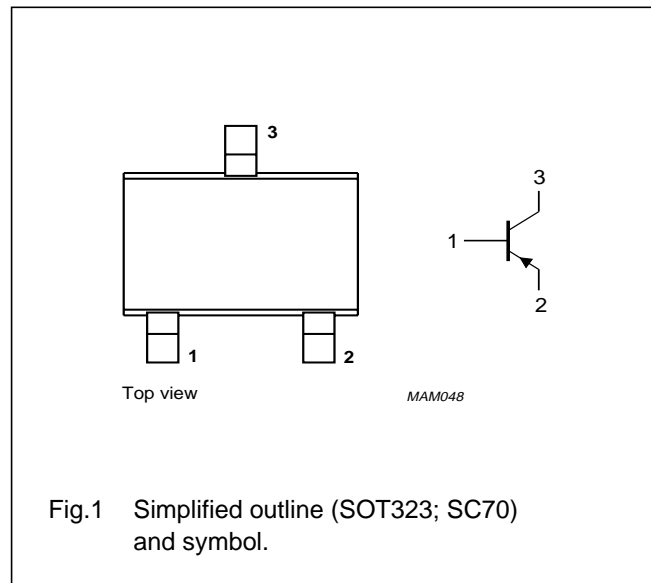 3
3
1
2
1
2
Top view
MAM048
Fig.1 Simplified outline (SOT323; SC70)
and symbol.